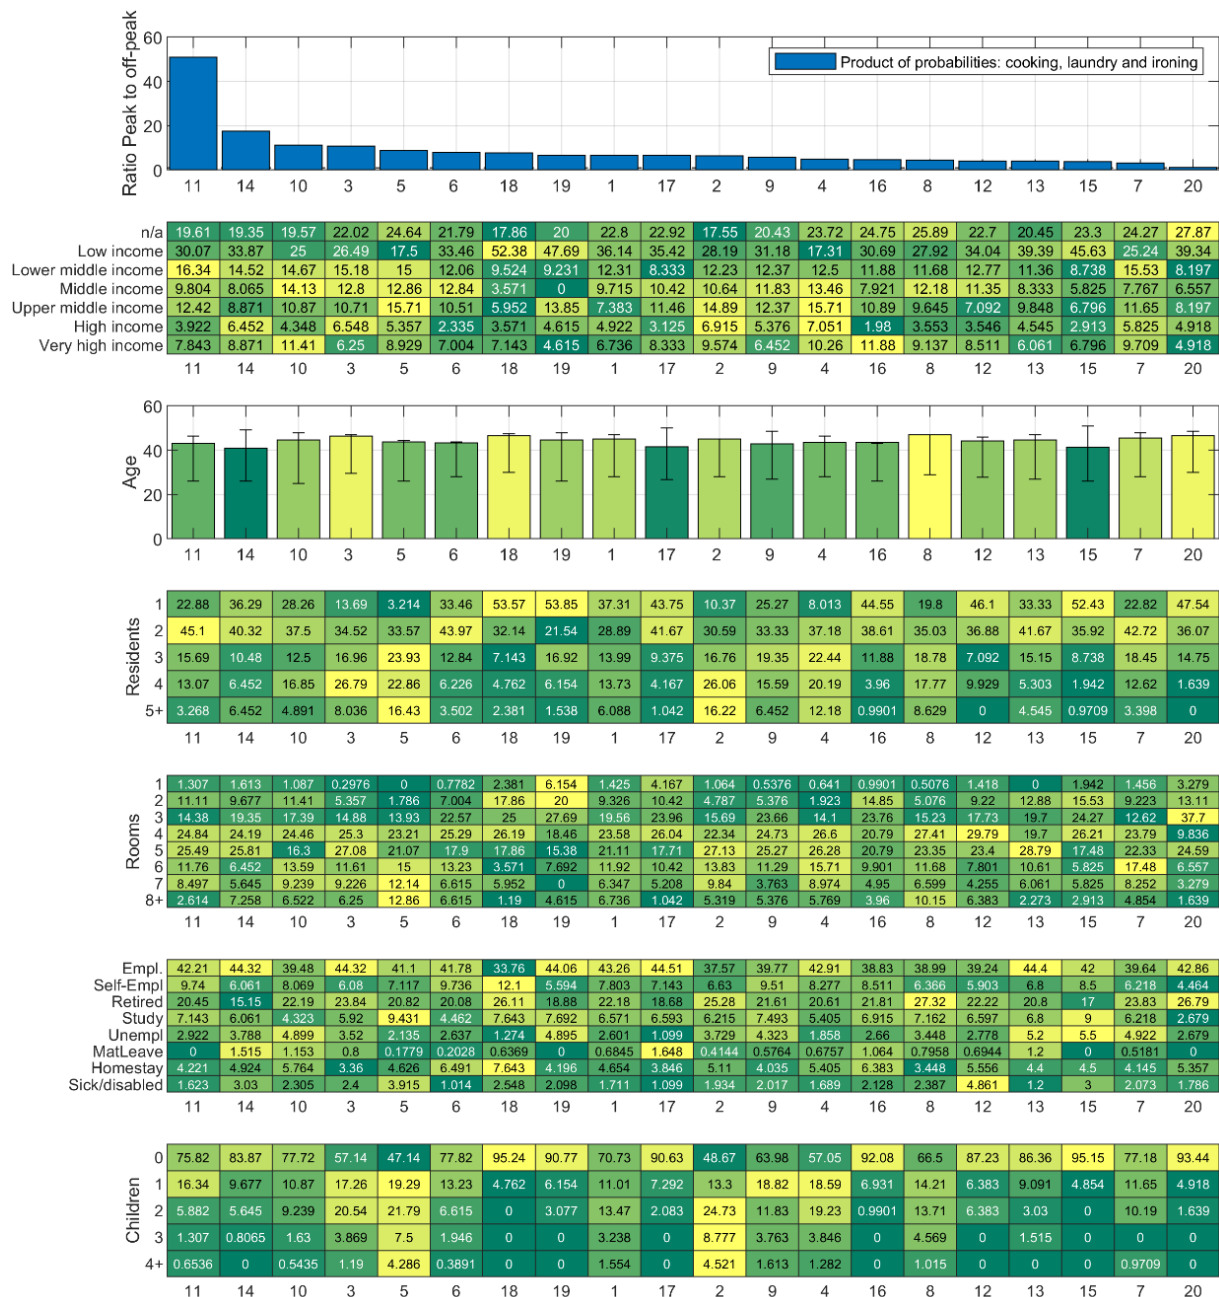 Ratio Peak to off-peak
60
40
20
0
Product of probabilities: cooking, laundry and ironing
11 14 10 3 5 6 18 19 1 17 2 9 4 16 8 12 13 15 7 20
n/a 19.61 19.35 19.57 22.02 24.64 21.79 17.86 20 22.8 22.92 17.55 20.43 23.72 24.75 25.89 22.7 20.45 23.3 24.27 27.87
Low income 30.07 33.87 25 26.49 17.5 33.46 52.38 47.69 36.14 35.42 28.19 31.18 17.31 30.69 27.92 34.04 39.39 45.63 25.24 39.34
Lower middle income 16.34 14.52 14.67 15.18 15 12.06 9.524 9.231 12.31 8.333 12.23 12.37 12.5 11.88 11.68 12.77 11.36 8.738 15.53 8.197
Middle income 9.804 8.065 14.13 12.8 12.86 12.84 3.571 0 9.715 10.42 10.64 11.83 13.46 7.921 12.18 11.35 8.333 5.825 7.767 6.557
Upper middle income 12.42 8.871 10.87 10.71 15.71 10.51 5.952 13.85 7.383 11.46 14.89 12.37 15.71 10.89 9.645 7.092 9.848 6.796 11.65 8.197
High income 3.922 6.452 4.348 6.548 5.357 2.335 3.571 4.615 4.922 3.125 6.915 5.376 7.051 1.98 3.553 3.546 4.545 2.913 5.825 4.918
Very high income 7.843 8.871 11.41 6.25 8.929 7.004 7.143 4.615 6.736 8.333 9.574 6.452 10.26 11.88 9.137 8.511 6.061 6.796 9.709 4.918
11 14 10 3 5 6 18 19 1 17 2 9 4 16 8 12 13 15 7 20
Age
60
40
20
0
11 14 10 3 5 6 18 19 1 17 2 9 4 16 8 12 13 15 7 20
Residents
1 22.88 36.29 28.26 13.69 3.214 33.46 53.57 53.85 37.31 43.75 10.37 25.27 8.013 44.55 19.8 46.1 33.33 52.43 22.82 47.54
2 45.1 40.32 37.5 34.52 33.57 43.97 32.14 21.54 28.89 41.67 30.59 33.33 37.18 38.61 35.03 36.88 41.67 35.92 42.72 36.07
3 15.69 10.48 12.5 16.96 23.93 12.84 7.143 16.92 13.99 9.375 16.76 19.35 22.44 11.88 18.78 7.092 15.15 8.738 18.45 14.75
4 13.07 6.452 16.85 26.79 22.86 6.226 4.762 6.154 13.73 4.167 26.06 15.59 20.19 3.96 17.77 9.929 5.303 1.942 12.62 1.639
5+ 3.268 6.452 4.891 8.036 16.43 3.502 2.381 1.538 6.088 1.042 16.22 6.452 12.18 0.9901 8.629 0 4.545 0.9709 3.398 0
11 14 10 3 5 6 18 19 1 17 2 9 4 16 8 12 13 15 7 20
Rooms
1 1.307 1.613 1.087 0.2976 0 0.7782 2.381 6.154 1.425 4.167 1.064 0.5376 0.641 0.9901 0.5076 1.418 0 1.942 1.456 3.279
2 11.11 9.677 11.41 5.357 1.786 7.004 17.86 20 9.326 10.42 4.787 5.376 1.923 14.85 5.076 9.22 12.88 15.53 9.223 13.11
3 14.38 19.35 17.39 14.88 13.93 22.57 25 27.69 19.56 23.96 15.69 23.66 14.1 23.76 15.23 17.73 19.7 24.27 12.62 37.7
4 24.84 24.19 24.46 25.3 23.21 25.29 26.19 18.46 23.58 26.04 22.34 24.73 26.6 20.79 27.41 29.79 19.7 26.21 23.79 9.836
5 25.49 25.81 16.3 27.08 21.07 17.9 17.86 15.38 21.11 17.71 27.13 25.27 26.28 20.79 23.35 23.4 28.79 17.48 22.33 24.59
6 11.76 6.452 13.59 11.61 15 13.23 3.571 7.692 11.92 10.42 13.83 11.29 15.71 9.901 11.68 7.801 10.61 5.825 17.48 6.557
7 8.497 5.645 9.239 9.226 12.14 6.615 5.952 0 6.347 5.208 9.84 3.763 8.974 4.95 6.599 4.255 6.061 5.825 8.252 3.279
8+ 2.614 7.258 6.522 6.25 12.86 6.615 1.19 4.615 6.736 1.042 5.319 5.376 5.769 3.96 10.15 6.383 2.273 2.913 4.854 1.639
11 14 10 3 5 6 18 19 1 17 2 9 4 16 8 12 13 15 7 20
Empl. 42.21 44.32 39.48 44.32 41.1 41.78 33.76 44.06 43.26 44.51 37.57 39.77 42.91 38.83 38.99 39.24 44.4 42 39.64 42.86
Self-Empl 9.74 6.061 8.069 6.08 7.117 9.736 12.1 5.594 7.803 7.143 6.63 9.51 8.277 8.511 6.366 5.903 6.8 8.5 6.218 4.464
Retired 20.45 15.15 22.19 23.84 20.82 20.08 26.11 18.88 22.18 18.68 25.28 21.61 20.61 21.81 27.32 22.22 20.8 17 23.83 26.79
Study 7.143 6.061 4.323 5.92 9.431 4.462 7.643 7.692 6.571 6.593 6.215 7.493 5.405 6.915 7.162 6.597 6.8 9 6.218 2.679
Unempl 2.922 3.788 4.899 3.52 2.135 2.637 1.274 4.895 2.601 1.099 3.729 4.323 1.858 2.66 3.448 2.778 5.2 5.5 4.922 2.679
MatLeave 0 1.515 1.153 0.8 0.1779 0.2028 0.6369 0 0.6845 1.648 0.4144 0.5764 0.6757 1.064 0.7958 0.6944 1.2 0 0.5181 0
Homestay 4.221 4.924 5.764 3.36 4.626 6.491 7.643 4.196 4.654 3.846 5.11 4.035 5.405 6.383 3.448 5.556 4.4 4.5 4.145 5.357
Sick/disabled 1.623 3.03 2.305 2.4 3.915 1.014 2.548 2.098 1.711 1.099 1.934 2.017 1.689 2.128 2.387 4.861 1.2 3 2.073 1.786
11 14 10 3 5 6 18 19 1 17 2 9 4 16 8 12 13 15 7 20
Children
0 75.82 83.87 77.72 57.14 47.14 77.82 95.24 90.77 70.73 90.63 48.67 63.98 57.05 92.08 66.5 87.23 86.36 95.15 77.18 93.44
1 16.34 9.677 10.87 17.26 19.29 13.23 4.762 6.154 11.01 7.292 13.3 18.82 18.59 6.931 14.21 6.383 9.091 4.854 11.65 4.918
2 5.882 5.645 9.239 20.54 21.79 6.615 0 3.077 13.47 2.083 24.73 11.83 19.23 0.9901 13.71 6.383 3.03 0 10.19 1.639
3 1.307 0.8065 1.63 3.869 7.5 1.946 0 0 3.238 0 8.777 3.763 3.846 0 4.569 0 1.515 0 0 0
4+ 0.6536 0 0.5435 1.19 4.286 0.3891 0 0 1.554 0 4.521 1.613 1.282 0 1.015 0 0 0 0.9709 0
11 14 10 3 5 6 18 19 1 17 2 9 4 16 8 12 13 15 7 20